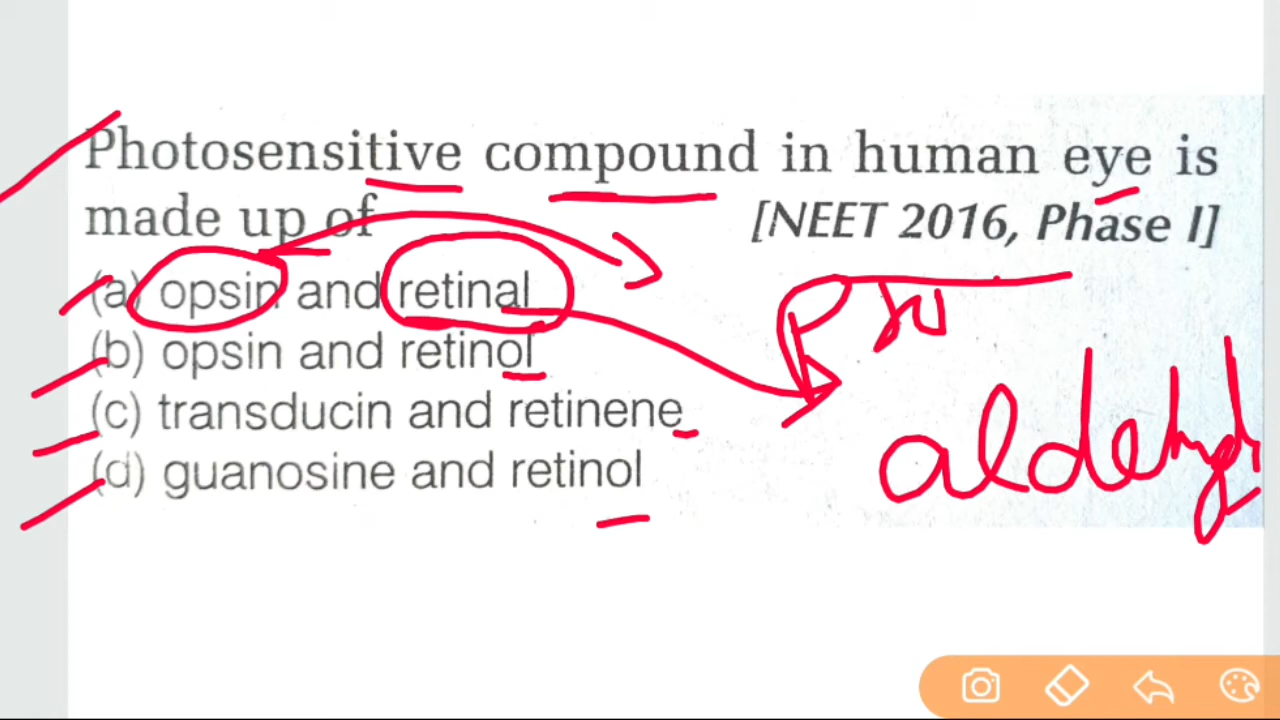 Photosensitive compound in human eye is
made up of [NEET 2016, Phase I]
(a) opsin and retinal
(b) opsin and retinol
(c) transducin and retinene
(d) guanosine and retinol